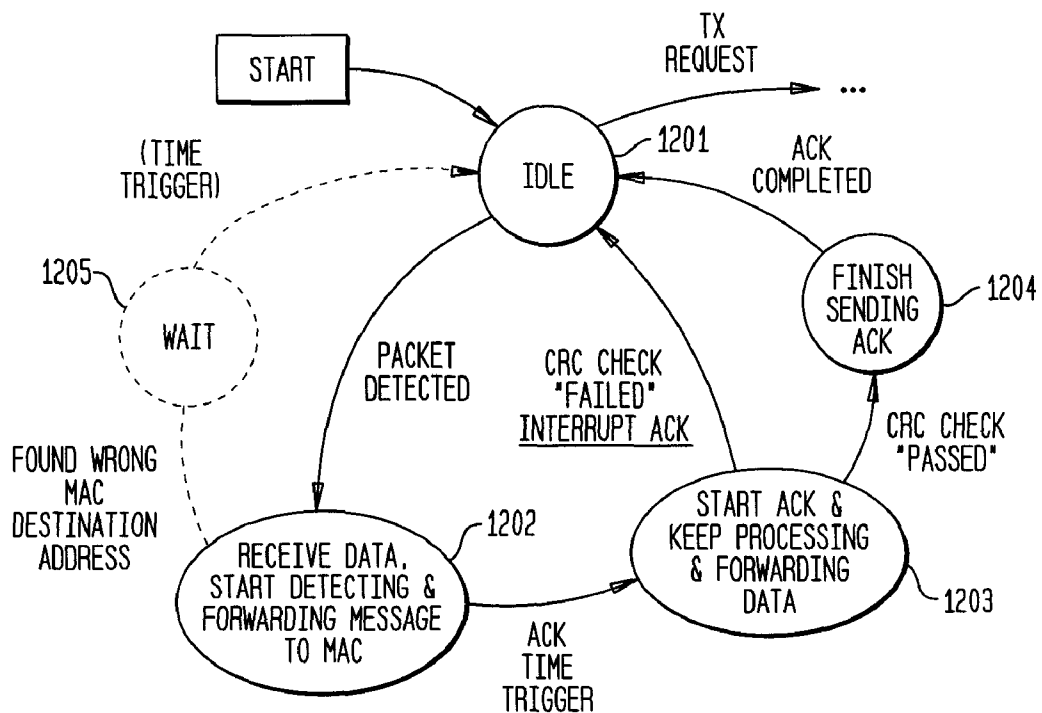 START
TX
REQUEST
...
1201
IDLE
(TIME
TRIGGER)
ACK
COMPLETED
1205
WAIT
FINISH
SENDING
ACK
1204
PACKET
DETECTED
CRC CHECK
"FAILED"
INTERRUPT ACK
CRC CHECK
"PASSED"
FOUND WRONG
MAC
DESTINATION
ADDRESS
1202
RECEIVE DATA,
START DETECTING &
FORWARDING MESSAGE
TO MAC
START ACK &
KEEP PROCESSING
& FORWARDING
DATA
1203
ACK
TIME
TRIGGER